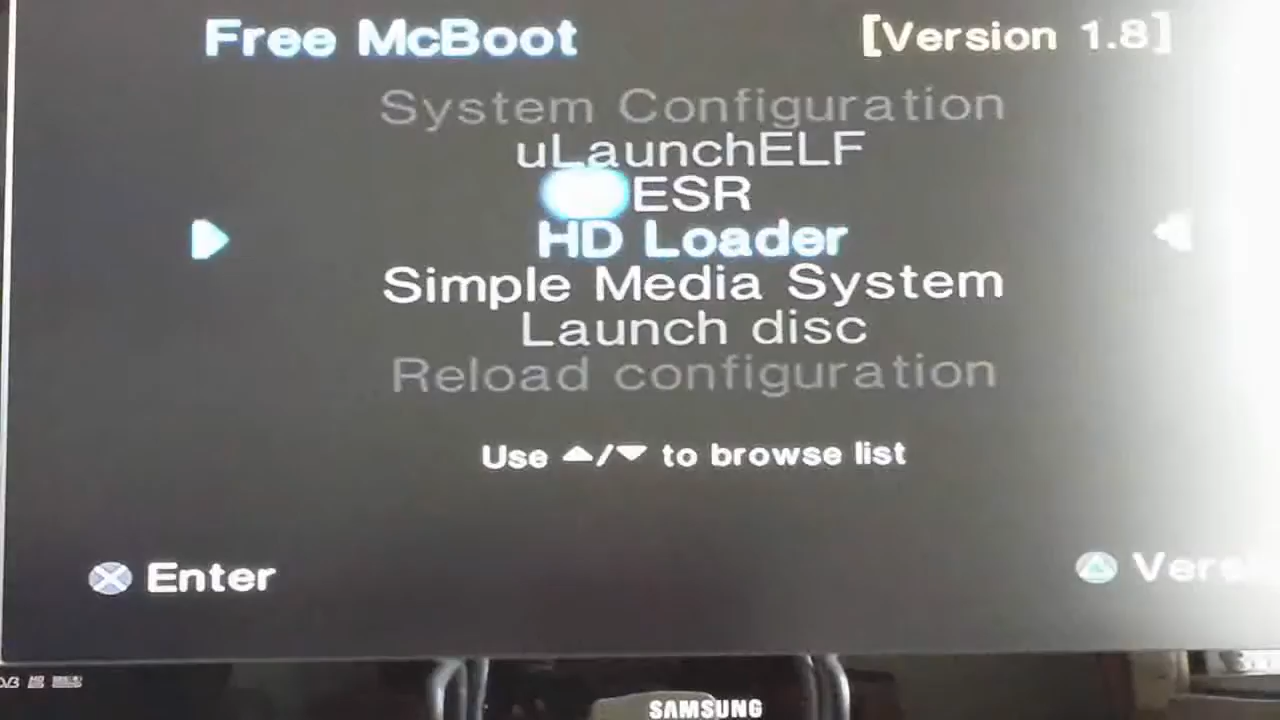 Free McBoot [Version 1.8]
System Configuration
uLaunchELF
ESR
HD Loader
Simple Media System
Launch disc
Reload configuration
Use ▲/▼ to browse list
Enter
SAMSUNG